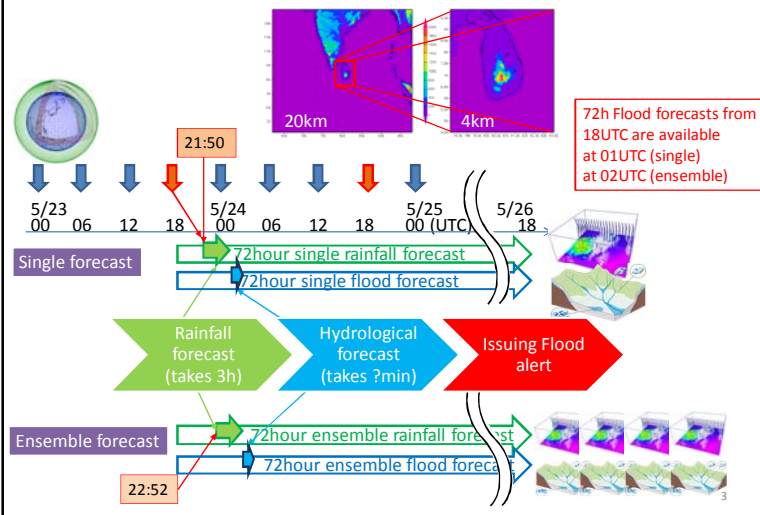 20km
4km
72h Flood forecasts from
18UTC are available
at 01UTC (single)
at 02UTC (ensemble)
21:50
5/23 5/24 5/25 5/26
00 06 12 18 00 06 12 18 00 (UTC) 18
Single forecast
72hour single rainfall forecast
72hour single flood forecast
Rainfall
forecast
(takes 3h)
Hydrological
forecast
(takes ?min)
Issuing Flood
alert
Ensemble forecast
72hour ensemble rainfall forecast
72hour ensemble flood forecast
22:52
3